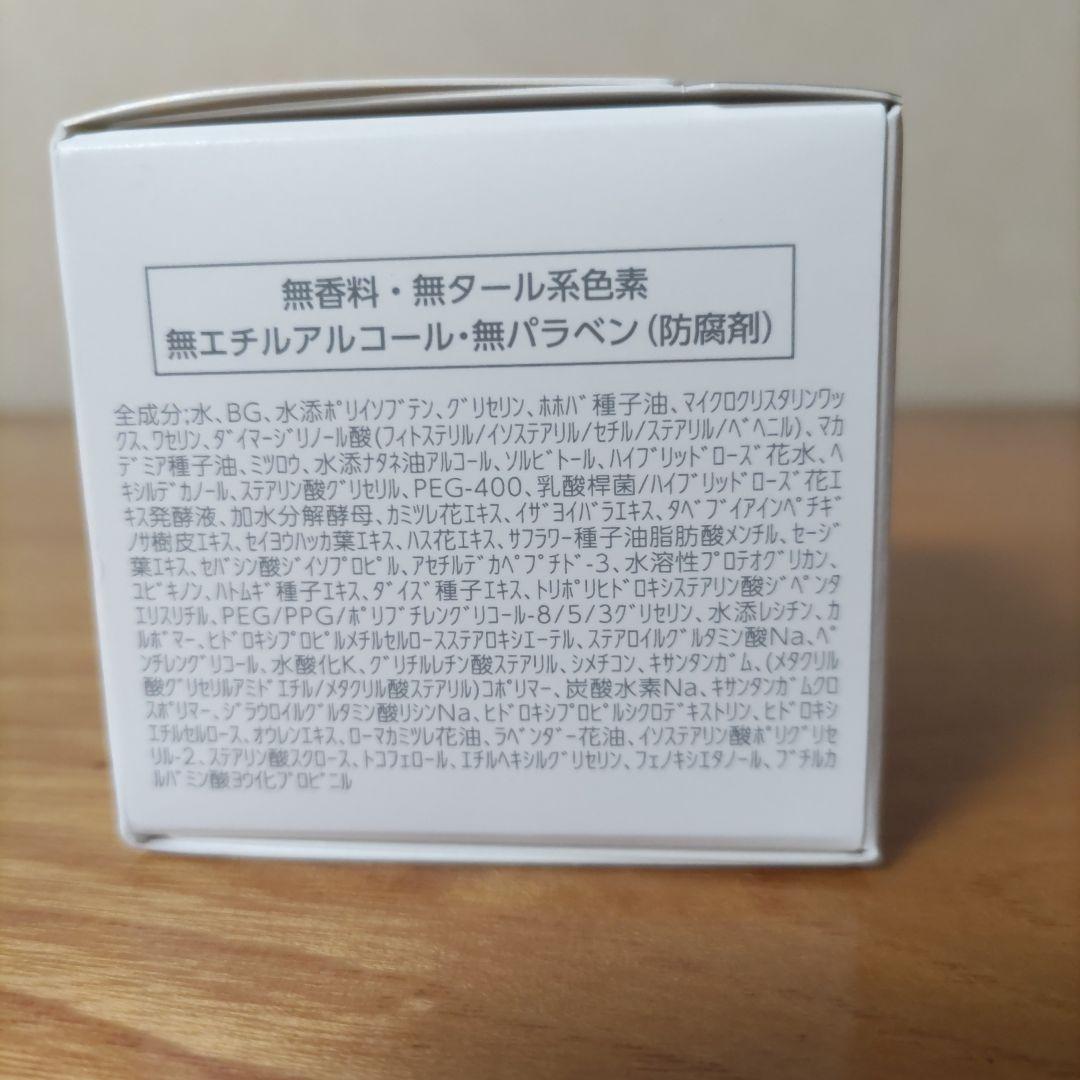 無香料・無タール系色素
無エチルアルコール・無パラベン（防腐剤）
全成分;水、BG、水添ﾎﾟﾘｲｿﾌﾞﾃﾝ、ｸﾞﾘｾﾘﾝ、ﾎﾎﾊﾞ種子油、ﾏｲｸﾛｸﾘｽﾀﾘﾝﾜｯ
ｸｽ、ﾜｾﾘﾝ、ﾀﾞｲﾏｰｼﾞﾘﾉｰﾙ酸(ﾌｨﾄｽﾃﾘﾙ/ｲｿｽﾃｱﾘﾙ/ｾﾁﾙ/ｽﾃｱﾘﾙ/ﾍﾞﾍﾆﾙ)、ﾏｶ
ﾃﾞﾐｱ種子油、ﾐﾂﾛｳ、水添ﾅﾀﾈ油ｱﾙｺｰﾙ、ｿﾙﾋﾞﾄｰﾙ、ﾊｲﾌﾞﾘｯﾄﾞﾛｰｽﾞ花水、ﾍ
ｷｼﾙﾃﾞｶﾉｰﾙ、ｽﾃｱﾘﾝ酸ｸﾞﾘｾﾘﾙ、PEG-400、乳酸桿菌/ﾊｲﾌﾞﾘｯﾄﾞﾛｰｽﾞ花ｴ
ｷｽ発酵液、加水分解酵母、ｶﾐﾂﾚ花ｴｷｽ、ｲｻﾞﾖｲﾊﾞﾗｴｷｽ、ﾀﾍﾞﾌﾞｲｱｲﾝﾍﾟﾁｷﾞ
ﾉｻ樹皮ｴｷｽ、ｾｲﾖｳﾊｯｶ葉ｴｷｽ、ﾊｽ花ｴｷｽ、ｻﾌﾗﾜｰ種子油脂肪酸ﾒﾝﾁﾙ、ｾｰｼﾞ
葉ｴｷｽ、ｾﾊﾞｼﾝ酸ｼﾞｲｿﾌﾟﾛﾋﾟﾙ、ｱｾﾁﾙﾃﾞｶﾍﾟﾌﾟﾁﾄﾞ-3、水溶性ﾌﾟﾛﾃｵｸﾞﾘｶﾝ、
ﾕﾋﾞｷﾉﾝ、ﾊﾄﾑｷﾞ種子ｴｷｽ、ﾀﾞｲｽﾞ種子ｴｷｽ、ﾄﾘﾎﾟﾘﾋﾄﾞﾛｷｼｽﾃｱﾘﾝ酸ｼﾞﾍﾟﾝﾀ
ｴﾘｽﾘﾁﾙ、PEG/PPG/ﾎﾟﾘﾌﾞﾁﾚﾝｸﾞﾘｺｰﾙ-8/5/3ｸﾞﾘｾﾘﾝ、水添ﾚｼﾁﾝ、ｶ
ﾙﾎﾞﾏｰ、ﾋﾄﾞﾛｷｼﾌﾟﾛﾋﾟﾙﾒﾁﾙｾﾙﾛｰｽｽﾃｱﾛｷｼｴｰﾃﾙ、ｽﾃｱﾛｲﾙｸﾞﾙﾀﾐﾝ酸Na、ﾍﾟ
ﾝﾁﾚﾝｸﾞﾘｺｰﾙ、水酸化K、ｸﾞﾘﾁﾙﾚﾁﾝ酸ｽﾃｱﾘﾙ、ｼﾒﾁｺﾝ、ｷｻﾝﾀﾝｶﾞﾑ、(ﾒﾀｸﾘﾙ
酸ｸﾞﾘｾﾘﾙｱﾐﾄﾞｴﾁﾙ/ﾒﾀｸﾘﾙ酸ｽﾃｱﾘﾙ)ｺﾎﾟﾘﾏｰ、炭酸水素Na、ｷｻﾝﾀﾝｶﾞﾑｸﾛ
ｽﾎﾟﾘﾏｰ、ｼﾞﾗｳﾛｲﾙｸﾞﾙﾀﾐﾝ酸ﾘｼﾝNa、ﾋﾄﾞﾛｷｼﾌﾟﾛﾋﾟﾙｼｸﾛﾃﾞｷｽﾄﾘﾝ、ﾋﾄﾞﾛｷｼ
ｴﾁﾙｾﾙﾛｰｽ、ｵｳﾚﾝｴｷｽ、ﾛｰﾏｶﾐﾂﾚ花油、ﾗﾍﾞﾝﾀﾞｰ花油、ｲｿｽﾃｱﾘﾝ酸ﾎﾟﾘｸﾞﾘｾ
ﾘﾙ-2、ｽﾃｱﾘﾝ酸ｽｸﾛｰｽ、ﾄｺﾌｪﾛｰﾙ、ｴﾁﾙﾍｷｼﾙｸﾞﾘｾﾘﾝ、ﾌｪﾉｷｼｴﾀﾉｰﾙ、ﾌﾞﾁﾙｶ
ﾙﾊﾞﾐﾝ酸ﾖｳ化ﾌﾟﾛﾋﾟﾆﾙ